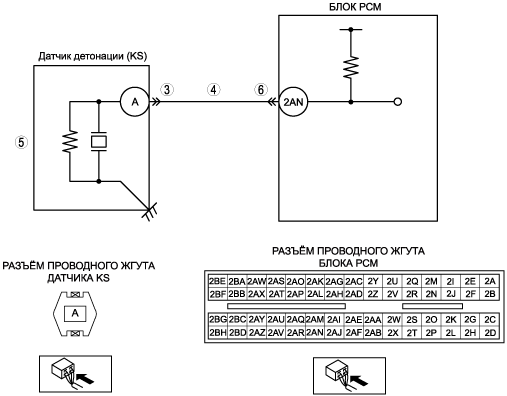 БЛОК PCM
Датчик детонации (KS)
A
3
4
6
2AN
5
РАЗЪЁМ ПРОВОДНОГО ЖГУТА
ДАТЧИКА KS
A
РАЗЪЁМ ПРОВОДНОГО ЖГУТА
БЛОКА PCM
2BE 2BA 2AW 2AS 2AO 2AK 2AG 2AC 2Y 2U 2Q 2M 2I 2E 2A
2BF 2BB 2AX 2AT 2AP 2AL 2AH 2AD 2Z 2V 2R 2N 2J 2F 2B
2BG 2BC 2AY 2AU 2AQ 2AM 2AI 2AE 2AA 2W 2S 2O 2K 2G 2C
2BH 2BD 2AZ 2AV 2AR 2AN 2AJ 2AF 2AB 2X 2T 2P 2L 2H 2D